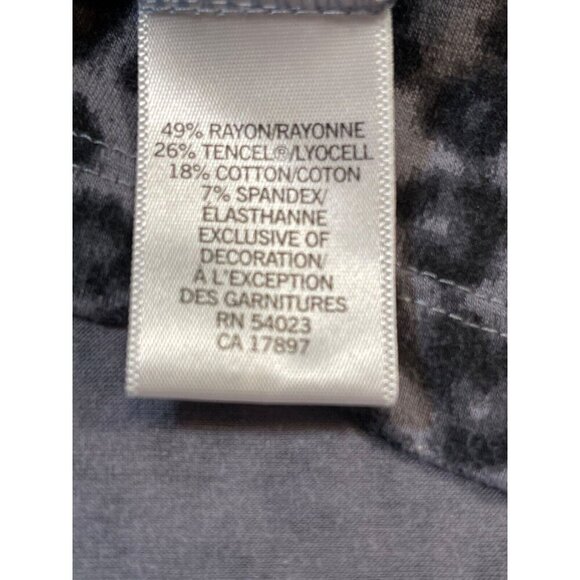 49% RAYON/RAYONNE
26% TENCEL®/LYOCELL
18% COTTON/COTON
7% SPANDEX/
ÉLASTHANNE
EXCLUSIVE OF
DECORATION/
À L'EXCEPTION
DES GARNITURES
RN 54023
CA 17897